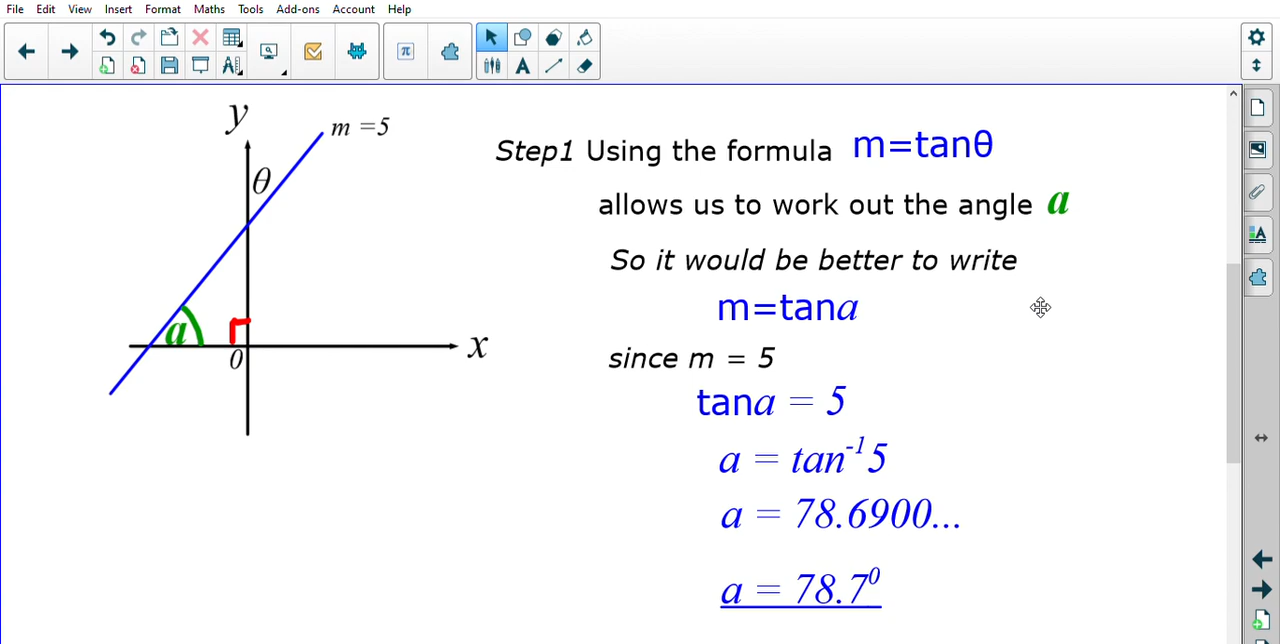 File Edit View Insert Format Maths Tools Add-ons Account Help
y
m =5
θ
a
0
x
Step1 Using the formula m=tanθ
allows us to work out the angle a
So it would be better to write
m=tana
since m = 5
tana = 5
a = tan⁻¹5
a = 78.6900...
a = 78.7⁰